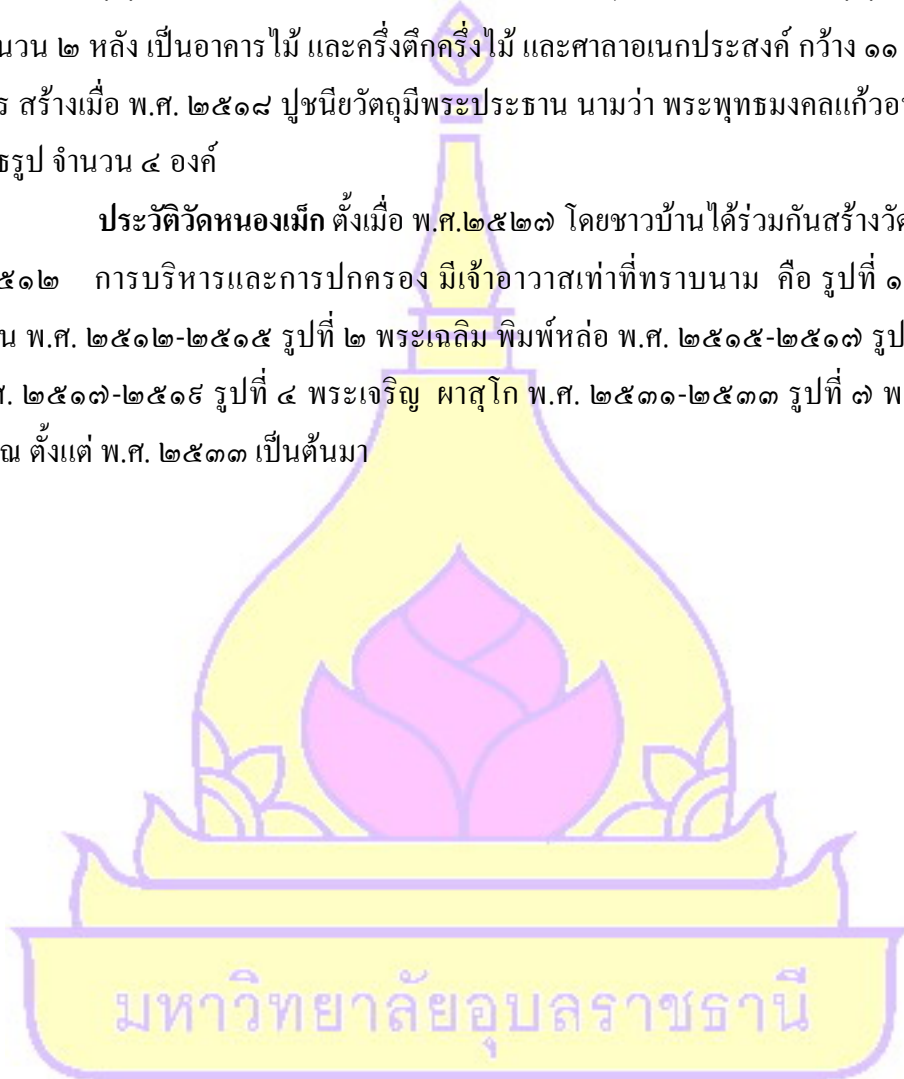 นวน ๒ หลัง เป็นอาคารไม้ และครึ่งตึกครึ่งไม้ และศาลาอเนกประสงค์ กว้าง ๑๑
ร สร้างเมื่อ พ.ศ. ๒๕๑๘ ปูชนียวัตถุมีพระประธาน นามว่า พระพุทธมงคลแก้วอ
ธรูป จำนวน ๔ องค์
ประวัติวัดหนองเม็ก ตั้งเมื่อ พ.ศ.๒๕๒๗ โดยชาวบ้านได้ร่วมกันสร้างวัด
๕๑๒ การบริหารและการปกครอง มีเจ้าอาวาสเท่าที่ทราบนาม คือ รูปที่ ๑
น พ.ศ. ๒๕๑๒-๒๕๑๕ รูปที่ ๒ พระเฉลิม พิมพ์หล่อ พ.ศ. ๒๕๑๕-๒๕๑๗ รูป
ศ. ๒๕๑๗-๒๕๑๙ รูปที่ ๔ พระเจริญ ผาสุโก พ.ศ. ๒๕๓๑-๒๕๓๓ รูปที่ ๗ พ
ณ ตั้งแต่ พ.ศ. ๒๕๓๓ เป็นต้นมา
มหาวิทยาลัยอุบลราชธานี